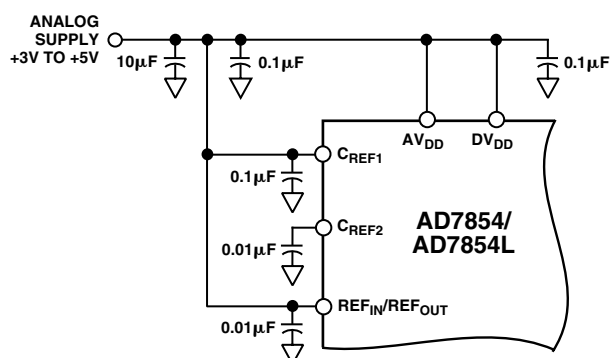 ANALOG
SUPPLY
+3V TO +5V
10μF
0.1μF
0.1μF
AV_DD
DV_DD
C_REF1
0.1μF
C_REF2
0.01μF
AD7854/
AD7854L
REF_IN/REF_OUT
0.01μF